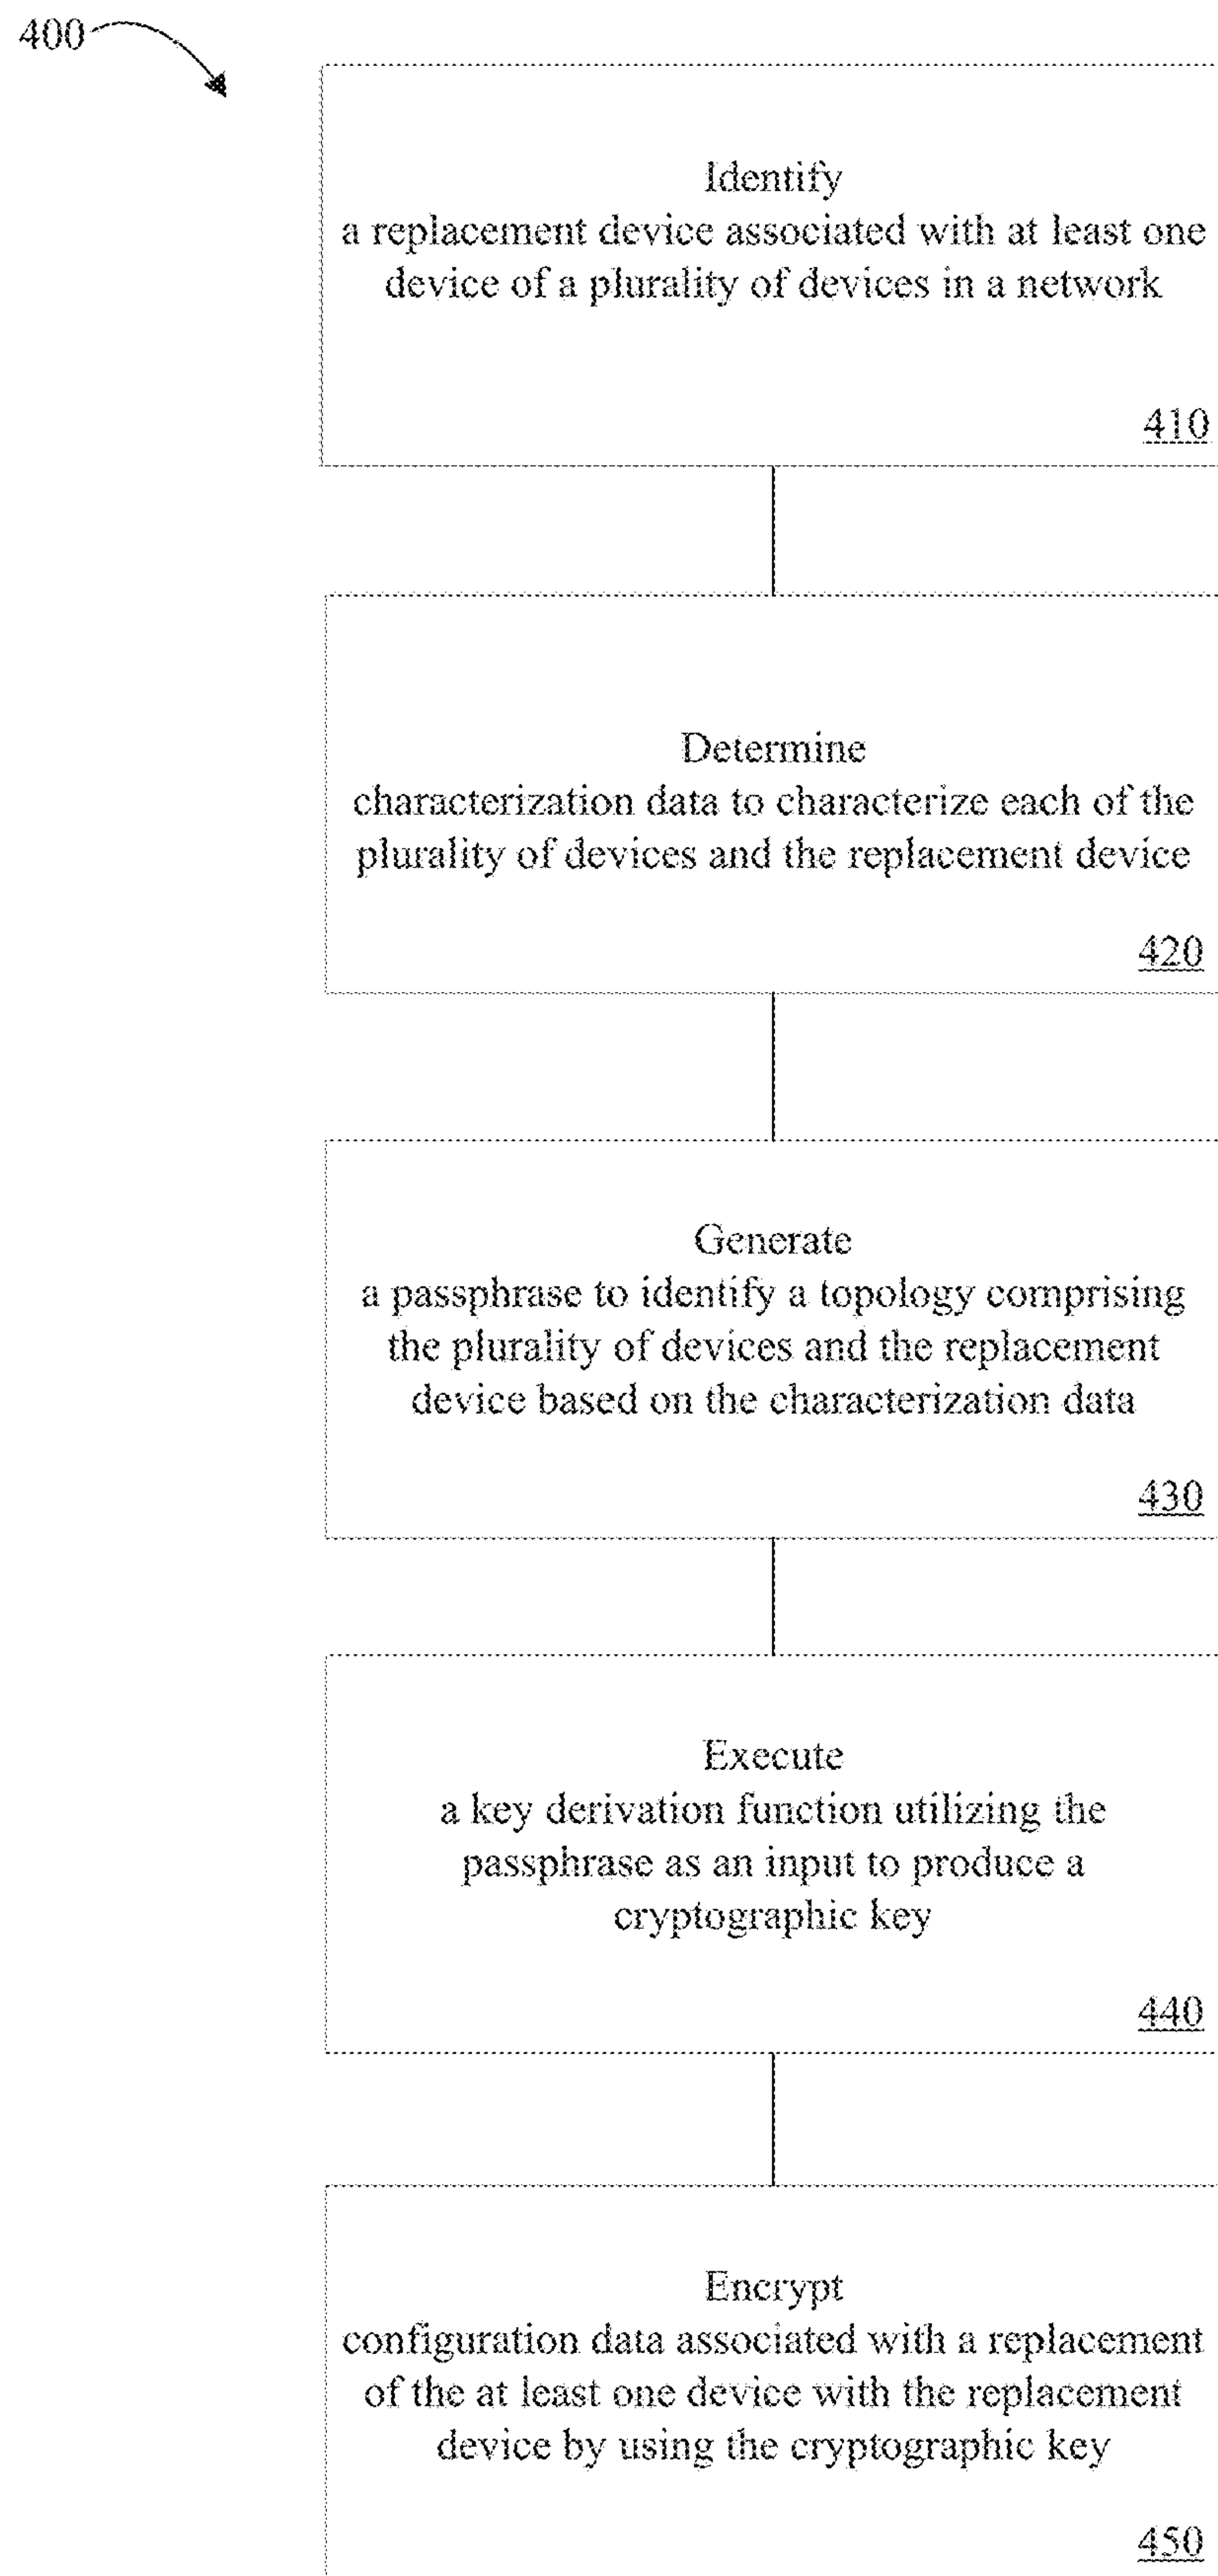 400
Identify
a replacement device associated with at least one
device of a plurality of devices in a network
410
Determine
characterization data to characterize each of the
plurality of devices and the replacement device
420
Generate
a passphrase to identify a topology comprising
the plurality of devices and the replacement
device based on the characterization data
430
Execute
a key derivation function utilizing the
passphrase as an input to produce a
cryptographic key
440
Encrypt
configuration data associated with a replacement
of the at least one device with the replacement
device by using the cryptographic key
450